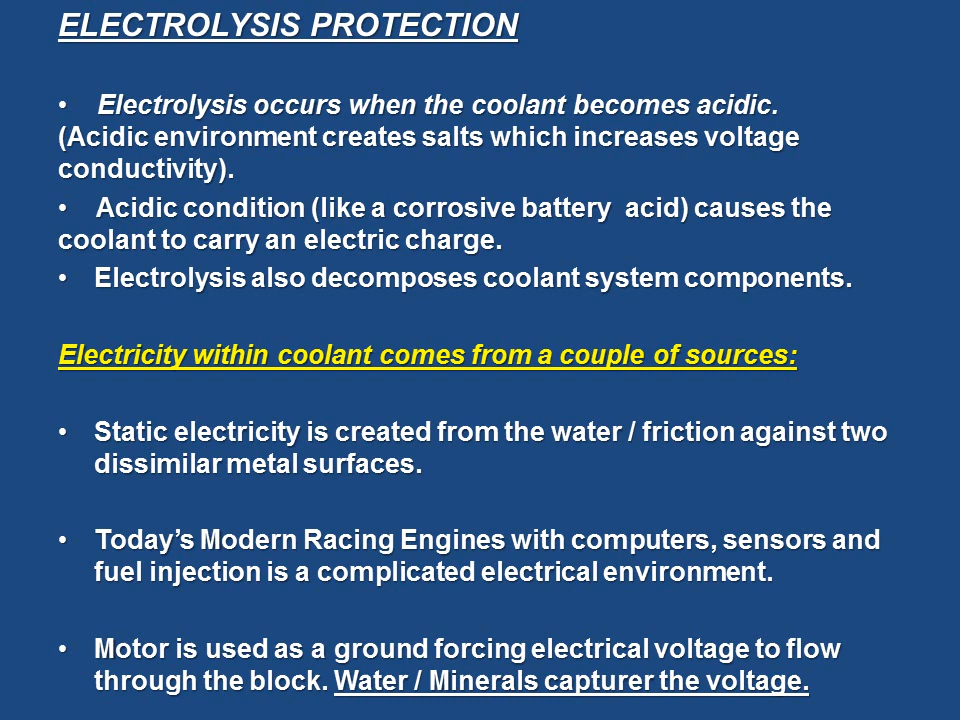 ELECTROLYSIS PROTECTION
• Electrolysis occurs when the coolant becomes acidic.
(Acidic environment creates salts which increases voltage
conductivity).
• Acidic condition (like a corrosive battery acid) causes the
coolant to carry an electric charge.
• Electrolysis also decomposes coolant system components.
Electricity within coolant comes from a couple of sources:
• Static electricity is created from the water / friction against two
dissimilar metal surfaces.
• Today’s Modern Racing Engines with computers, sensors and
fuel injection is a complicated electrical environment.
• Motor is used as a ground forcing electrical voltage to flow
through the block. Water / Minerals capturer the voltage.